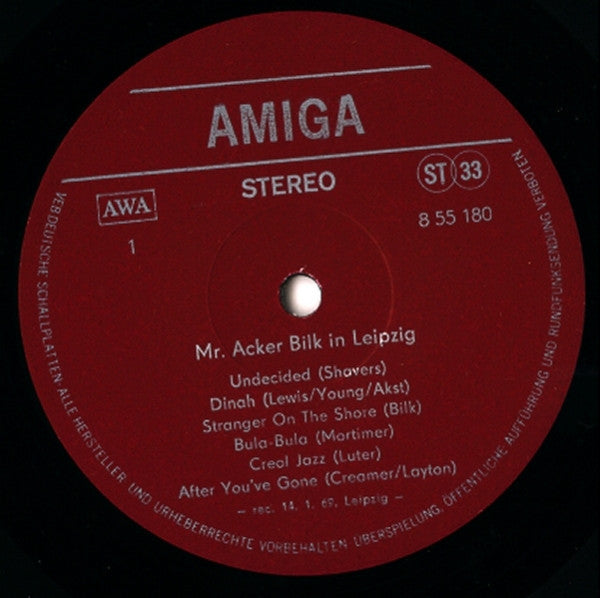 AMIGA
STEREO
ST 33
AWA
8 55 180
1
Mr. Acker Bilk in Leipzig
Undecided (Shavers)
Dinah (Lewis/Young/Akst)
Stranger On The Shore (Bilk)
Bula-Bula (Mortimer)
Creol Jazz (Luter)
After You've Gone (Creamer/Layton)
– rec. 14. 1. 69, Leipzig –
VEB DEUTSCHE SCHALLPLATTEN ALLE HERSTELLER- UND URHEBERRECHTE VORBEHALTEN ÜBERSPIELUNG, ÖFFENTLICHE AUFFÜHRUNG UND RUNDFUNKSENDUNG VERBOTEN